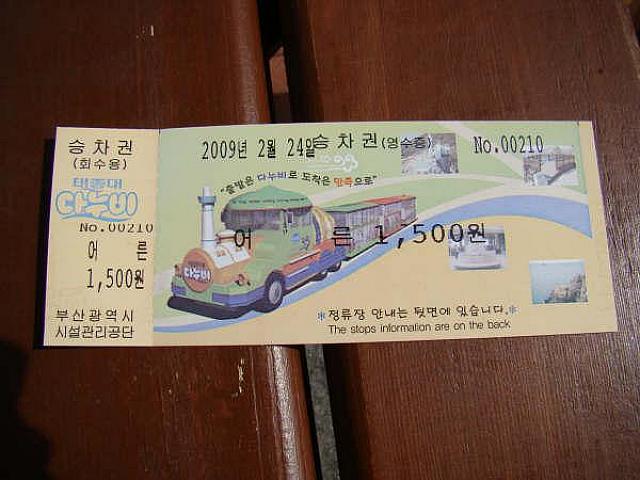 승차권
(회수용)
태종대
다누비
No.00210
어 른
1,500원
부산광역시
시설관리공단
2009년 2월 24일 승차권(영수증) No.00210
"출발은 다누비로 도착은 만족으로"
다누비
어 른 1,500원
*정류장 안내는 뒷면에 있습니다.*
The stops information are on the back